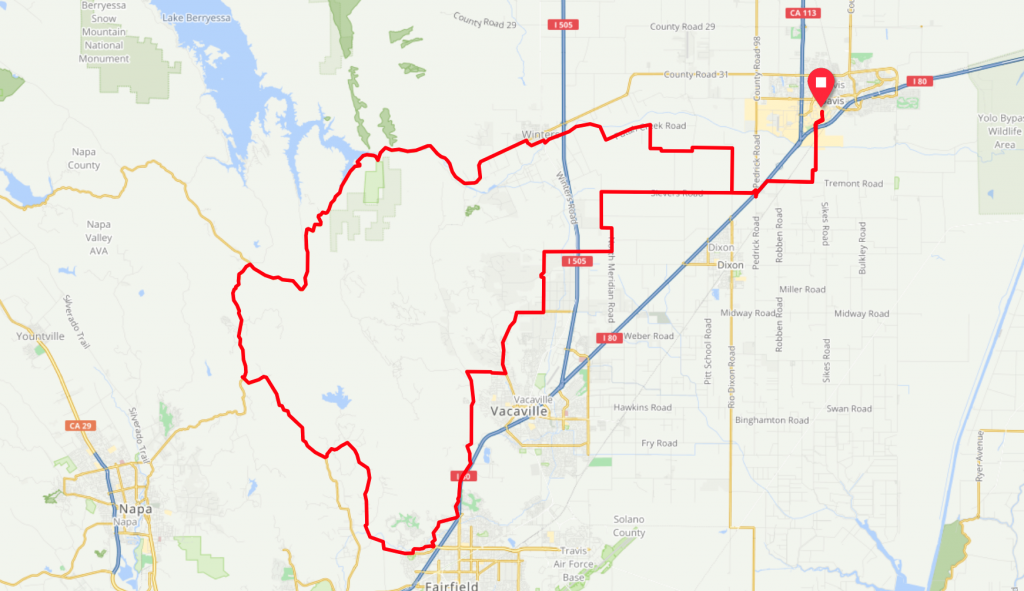 Berryessa
Snow
Mountain
National
Monument
Lake Berryessa
County Road 29
I 505
County Road 29
CA 113
County Road 98
County Road 31
I 80
Davis
Winters
Road
Yolo Bypass
Wildlife
Area
Napa
County
Pedrick Road
Winters Road
Sievers Road
Tremont Road
Napa
Valley
AVA
Sikes Road
Robben Road
Pedrick Road
Bulkley Road
Dixon
Dixon
I 505
Meridian Road
Miller Road
Silverado Trail
Midway Road
Midway Road
Robben Road
Yountville
I 80
Weber Road
Pitt School Road
Rio Dixon Road
Sikes Road
Vacaville
Vacaville
Hawkins Road
Swan Road
Binghamton Road
CA 29
Silverado Trail
Fry Road
Ryer Avenue
Napa
Napa
Solano
County
Travis
Air Force
Base
Fairfield